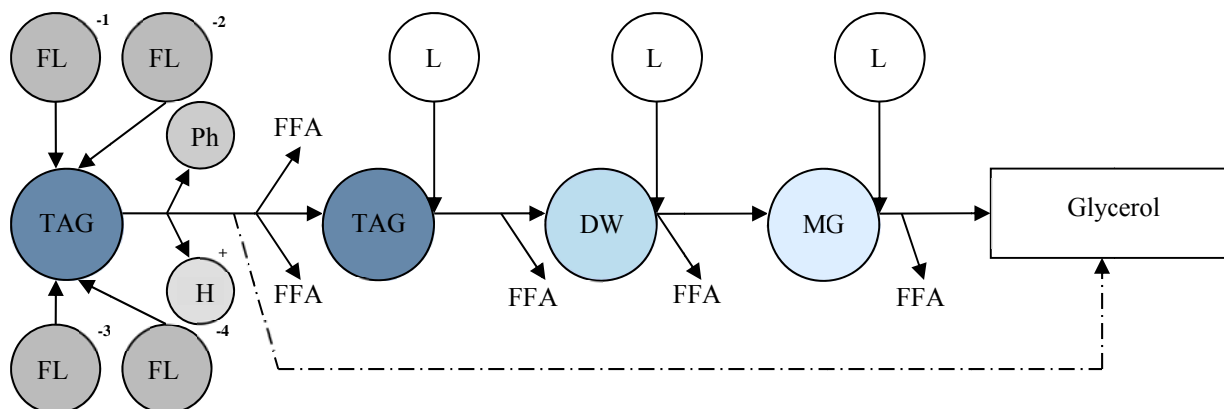 FL -1
FL -2
L
L
L
Ph
FFA
TAG
TAG
DW
MG
Glycerol
H +
FFA
FFA
FFA
FFA
FL -3
FL -4